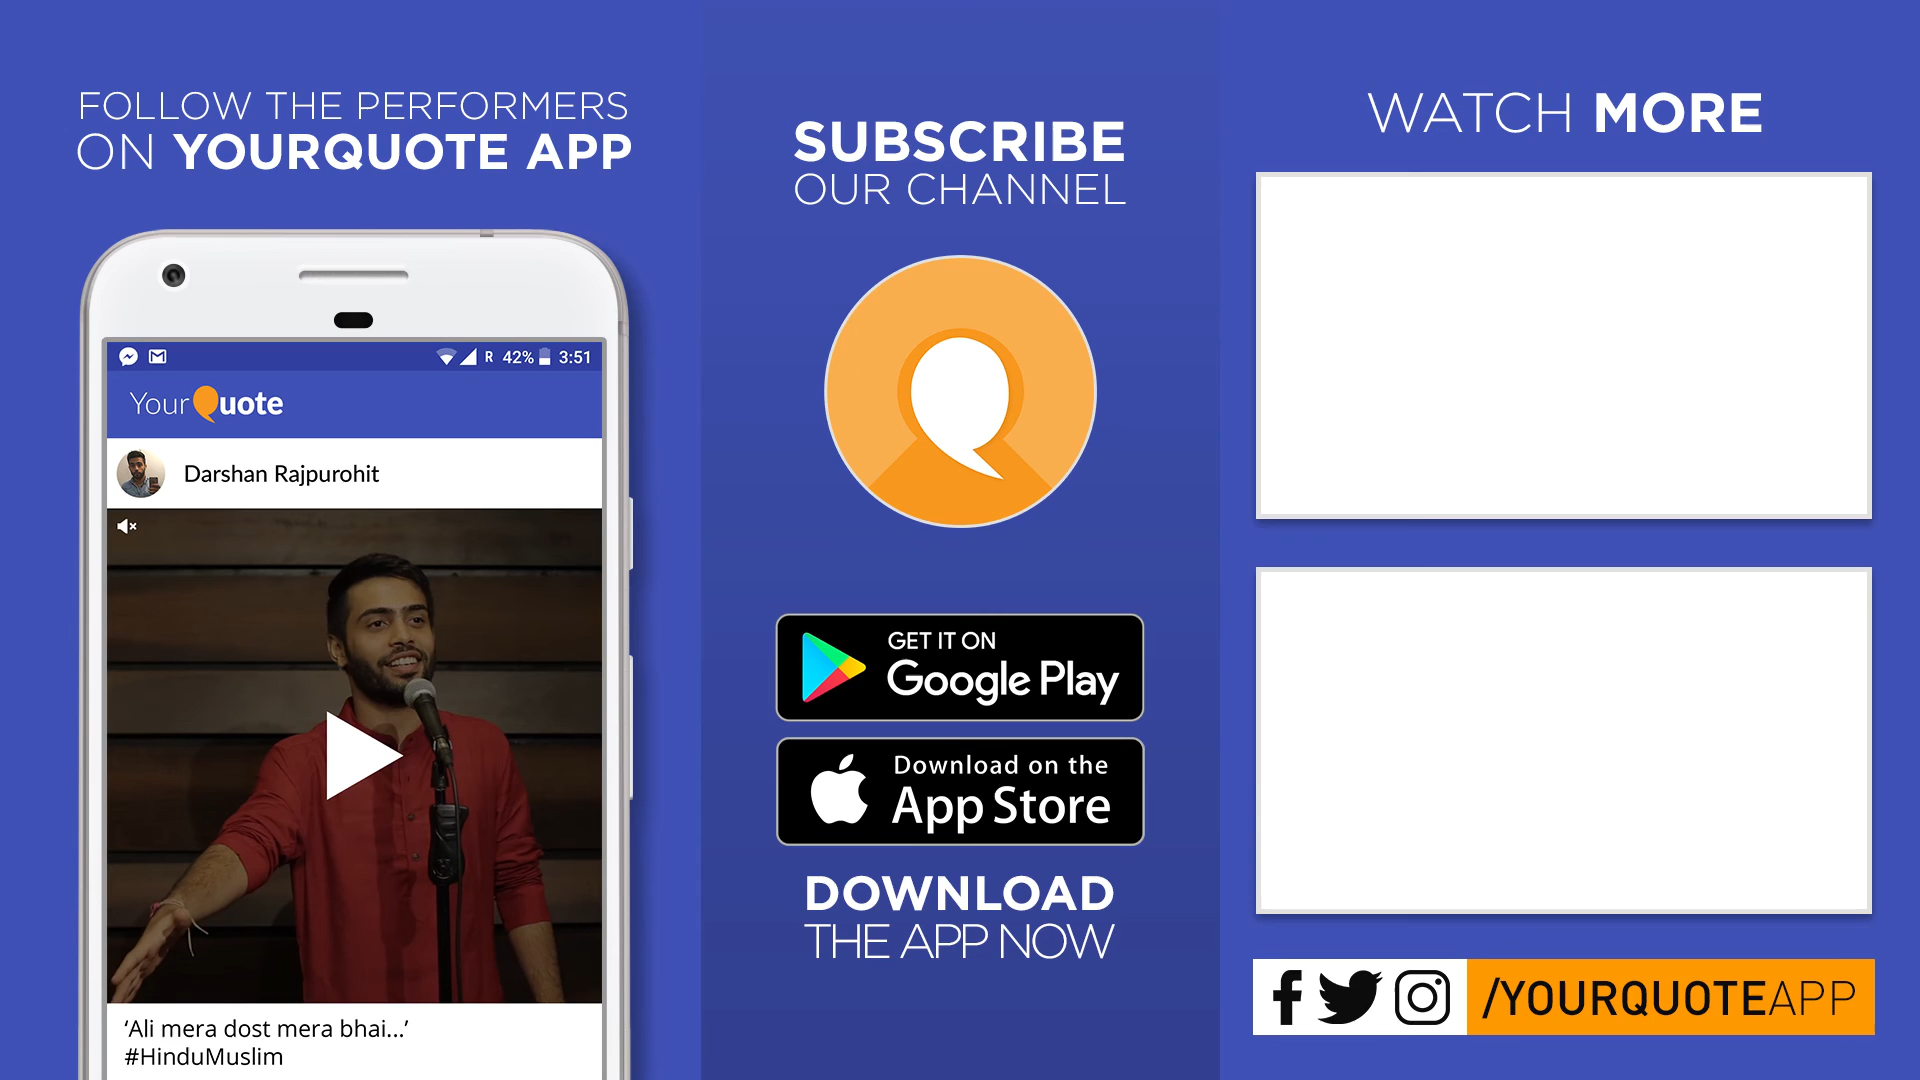 FOLLOW THE PERFORMERS
ON YOURQUOTE APP
R 42% 3:51
YourQuote
Darshan Rajpurohit
‘Ali mera dost mera bhai...’
#HinduMuslim
SUBSCRIBE
OUR CHANNEL
GET IT ON
Google Play
Download on the
App Store
DOWNLOAD
THE APP NOW
WATCH MORE
/YOURQUOTEAPP